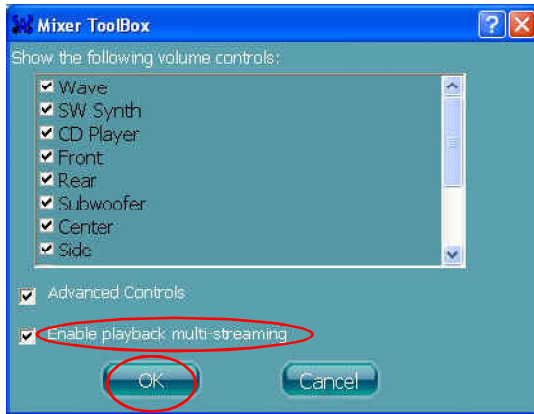 Mixer ToolBox
Show the following volume controls:
Wave
SW Synth
CD Player
Front
Rear
Subwoofer
Center
Side
Advanced Controls
Enable playback multi-streaming
OK
Cancel